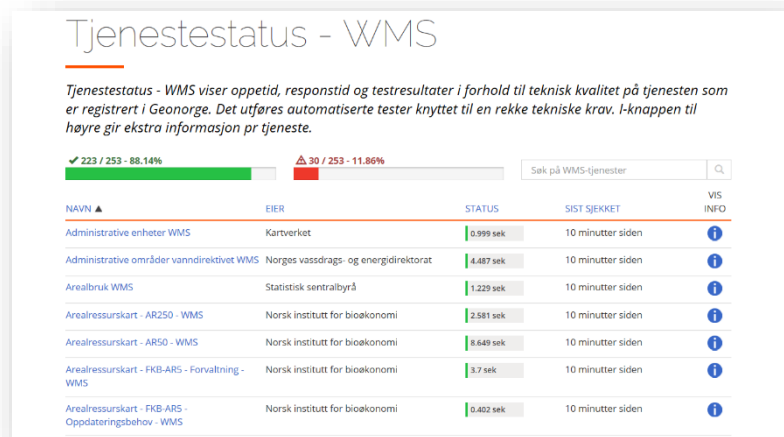 Tjenestestatus - WMS
Tjenestestatus - WMS viser oppetid, responstid og testresultater i forhold til teknisk kvalitet på tjenesten som
er registrert i Geonorge. Det utføres automatiserte tester knyttet til en rekke tekniske krav. I-knappen til
høyre gir ekstra informasjon pr tjeneste.
223 / 253 - 88.14% 30 / 253 - 11.86%
Søk på WMS-tjenester
NAVN ▲ EIER STATUS SIST SJEKKET VIS INFO
Administrative enheter WMS Kartverket 0.999 sek 10 minutter siden
Administrative områder vanndirektivet WMS Norges vassdrags- og energidirektorat 4.487 sek 10 minutter siden
Arealbruk WMS Statistisk sentralbyrå 1.229 sek 10 minutter siden
Arealressurskart - AR250 - WMS Norsk institutt for bioøkonomi 2.581 sek 10 minutter siden
Arealressurskart - AR50 - WMS Norsk institutt for bioøkonomi 8.649 sek 10 minutter siden
Arealressurskart - FKB-AR5 - Forvaltning - Norsk institutt for bioøkonomi 3.7 sek 10 minutter siden
WMS
Arealressurskart - FKB-AR5 - Norsk institutt for bioøkonomi 0.402 sek 10 minutter siden
Oppdateringsbehov - WMS